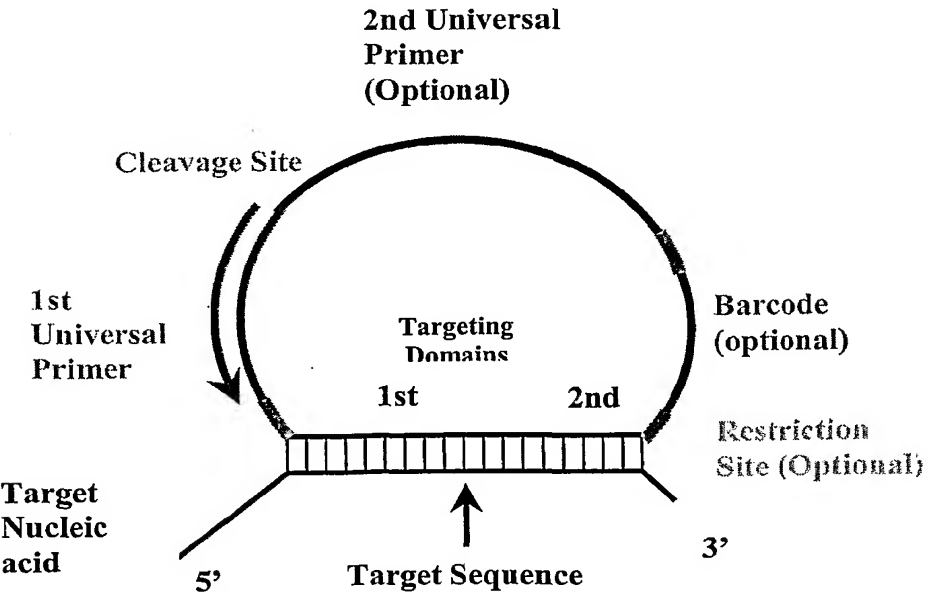 2nd Universal
Primer
(Optional)
Cleavage Site
1st
Universal
Primer
Targeting
Domains
1st
2nd
Barcode
(optional)
Restriction
Site (Optional)
Target
Nucleic
acid
5’
Target Sequence
3’